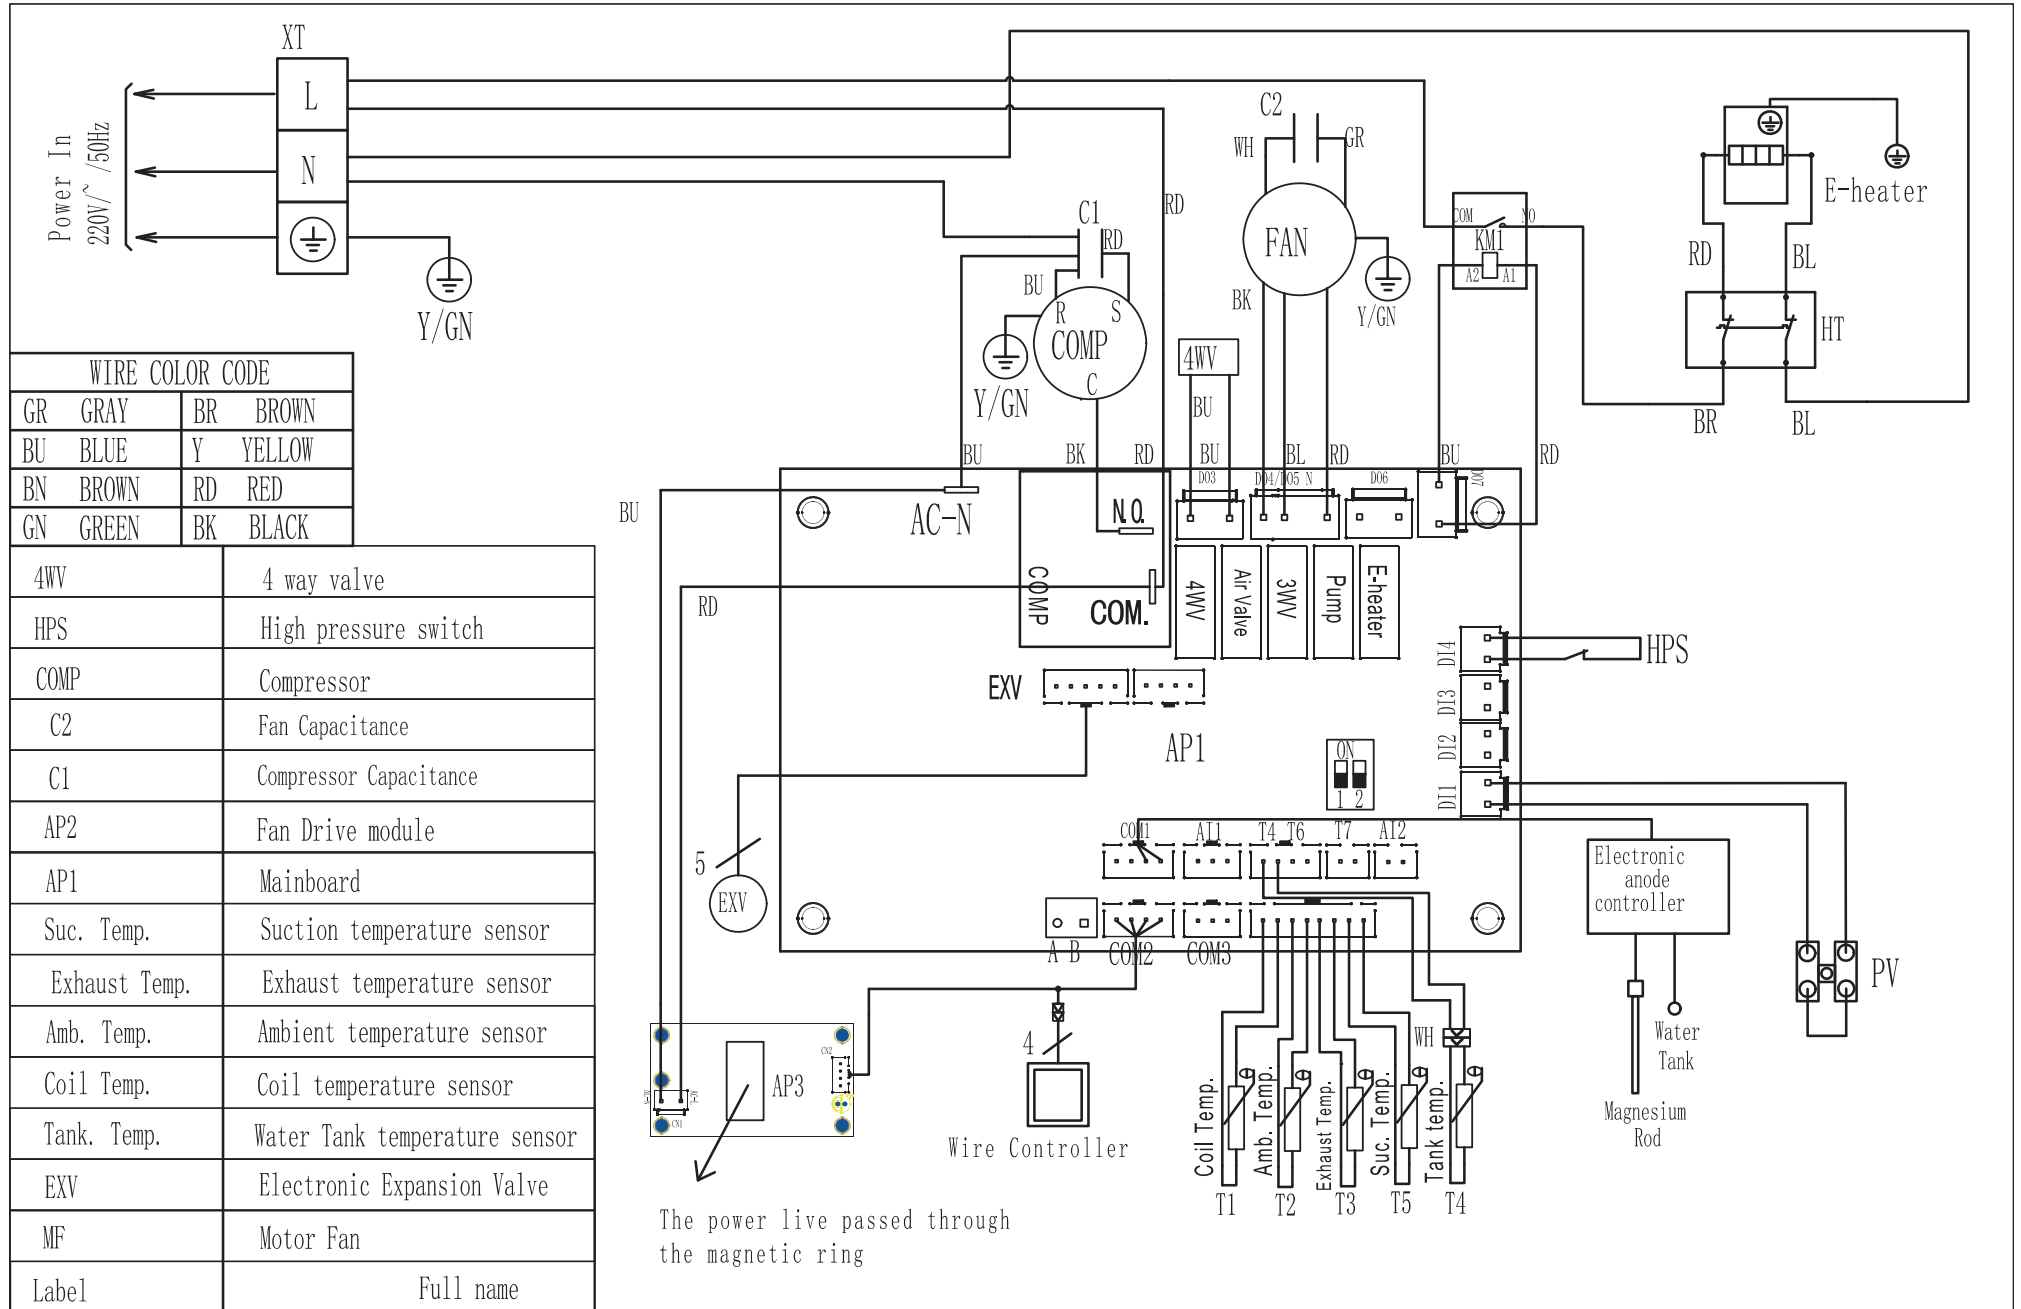 XT
L
N
Power In
220V/~ /50Hz
Y/GN
C1
RD
BU
R
S
COMP
C
Y/GN
RD
C2
WH
GR
FAN
BK
Y/GN
4WV
BU
COM
NO
KM1
A2
A1
E-heater
RD
BL
HT
BR
BL
WIRE COLOR CODE
GR GRAY BR BROWN
BU BLUE Y YELLOW
BN BROWN RD RED
GN GREEN BK BLACK
4WV 4 way valve
HPS High pressure switch
COMP Compressor
C2 Fan Capacitance
C1 Compressor Capacitance
AP2 Fan Drive module
AP1 Mainboard
Suc. Temp. Suction temperature sensor
Exhaust Temp. Exhaust temperature sensor
Amb. Temp. Ambient temperature sensor
Coil Temp. Coil temperature sensor
Tank. Temp. Water Tank temperature sensor
EXV Electronic Expansion Valve
MF Motor Fan
Label Full name
BU
BK
RD
BU
BL
RD
BU
RD
DO3
DO4/DO5 N
DO6
DO7
BU
AC-N
N.O.
COMP
COM.
RD
4WV
Air Valve
3WV
Pump
E-heater
EXV
AP1
ON
1 2
DI4
HPS
DI3
DI2
DI1
COM1
AI1
T4 T6
T7
AI2
5
EXV
A B
COM2
COM3
Electronic
anode
controller
PV
Water
Tank
Magnesium
Rod
CN2
AP3
CN1
4
Wire Controller
WH
Coil Temp.
Amb. Temp.
Exhaust Temp.
Suc. Temp.
Tank temp.
T1
T2
T3
T5
T4
The power live passed through
the magnetic ring